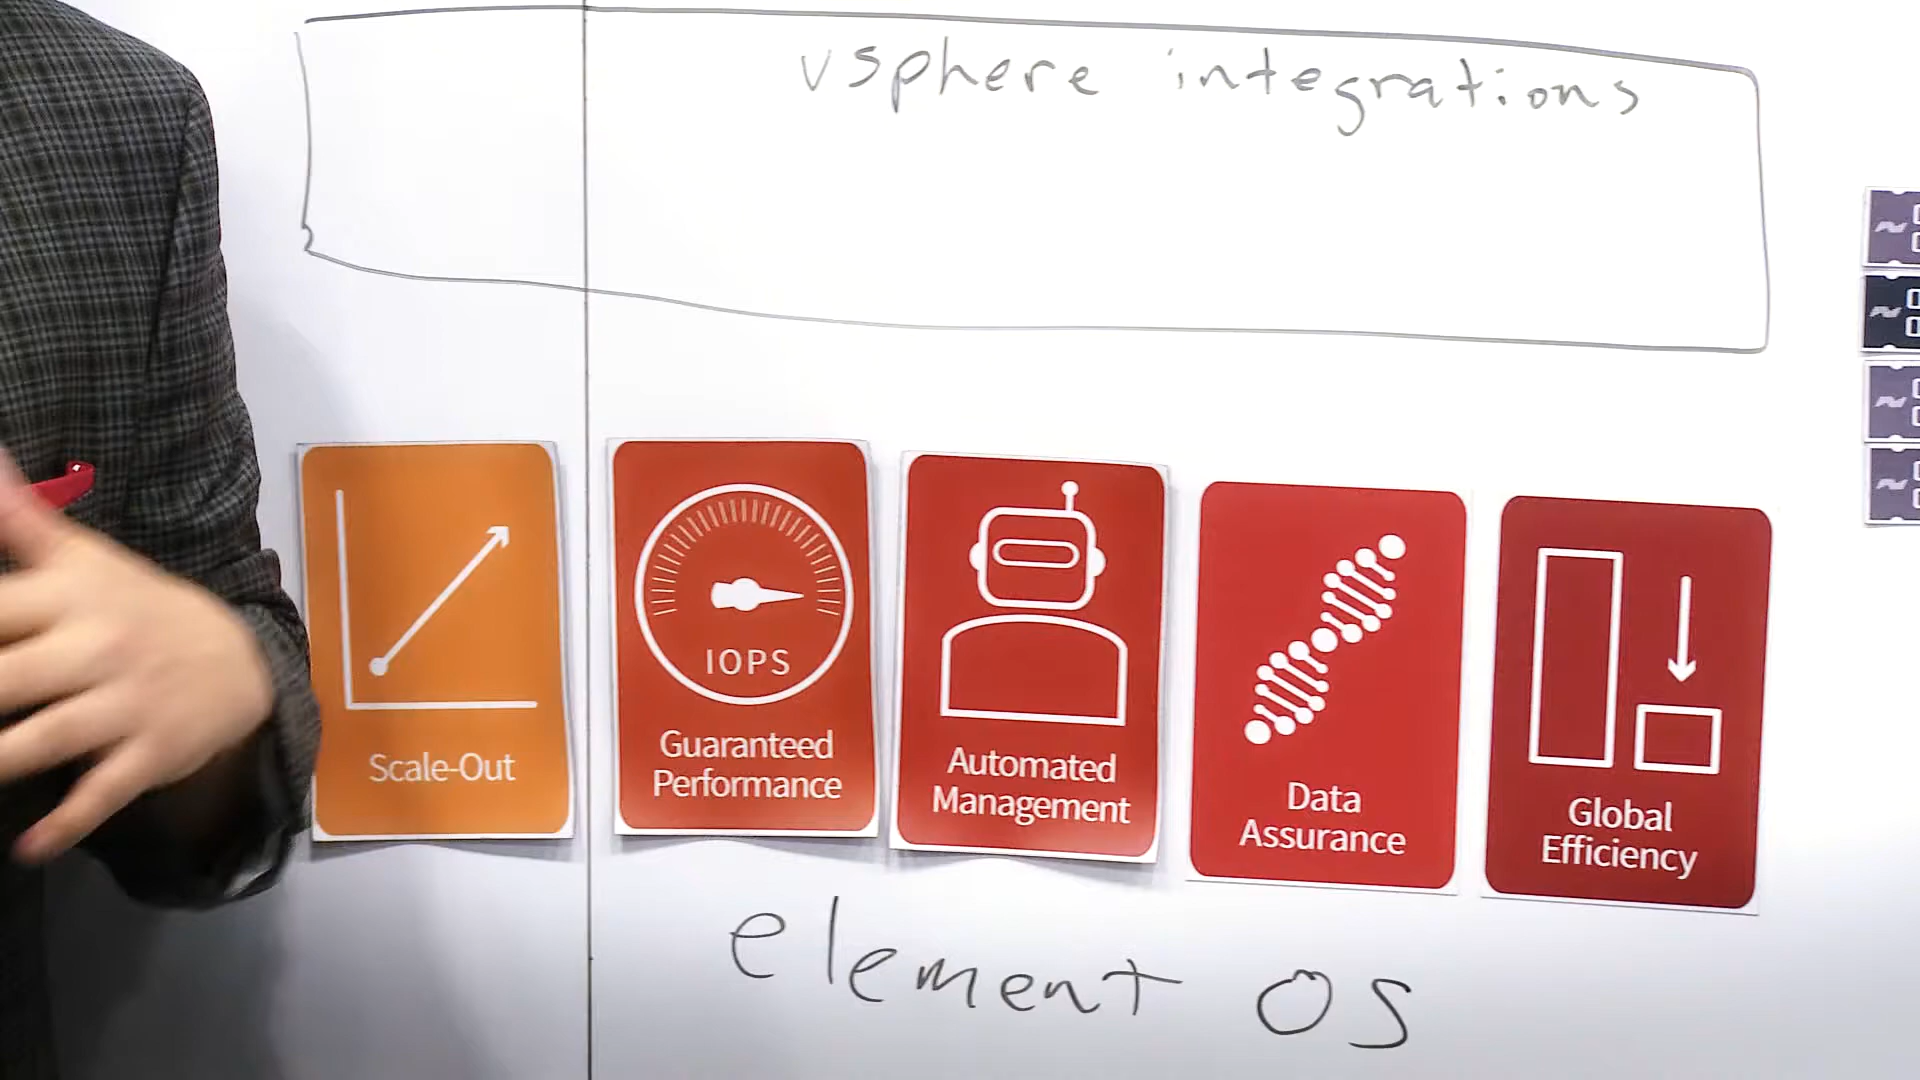 vsphere integrations
Scale-Out
IOPS
Guaranteed
Performance
Automated
Management
Data
Assurance
Global
Efficiency
element OS